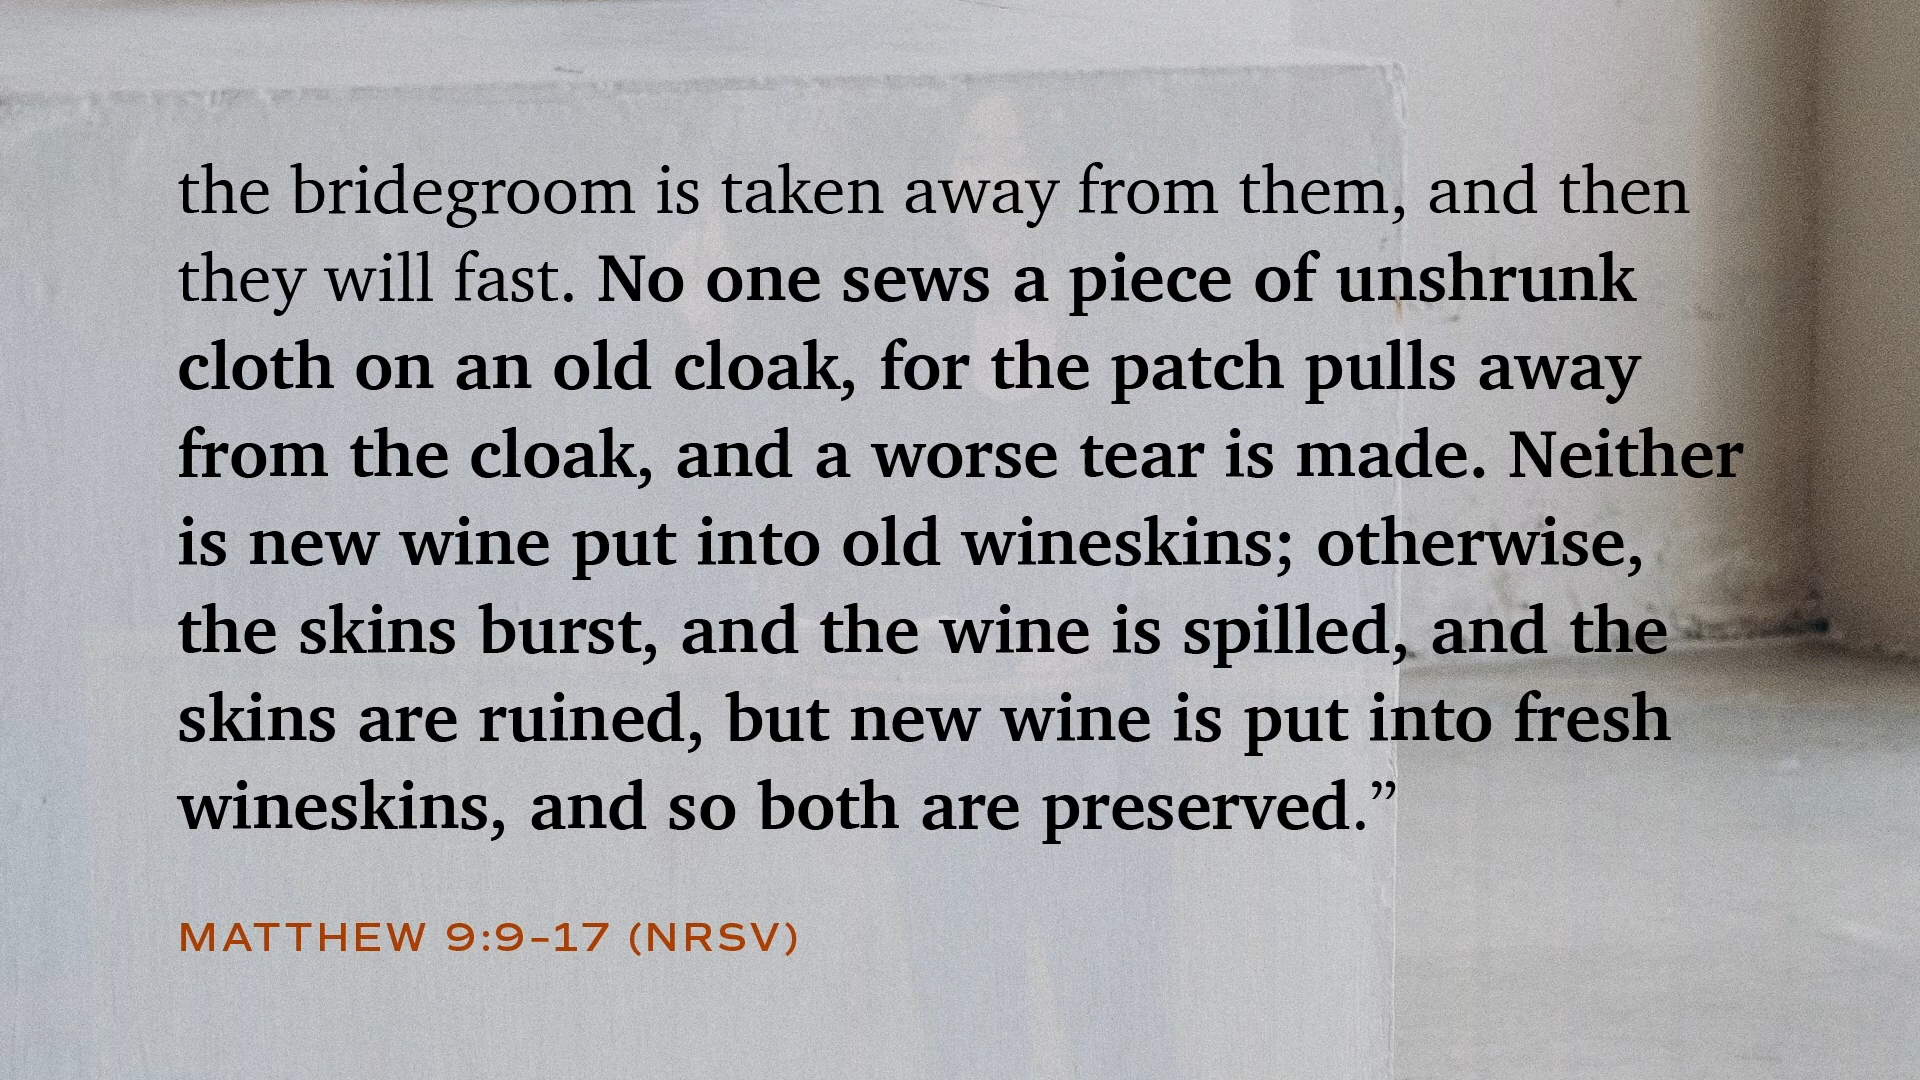 the bridegroom is taken away from them, and then
they will fast. No one sews a piece of unshrunk
cloth on an old cloak, for the patch pulls away
from the cloak, and a worse tear is made. Neither
is new wine put into old wineskins; otherwise,
the skins burst, and the wine is spilled, and the
skins are ruined, but new wine is put into fresh
wineskins, and so both are preserved.”
MATTHEW 9:9–17 (NRSV)